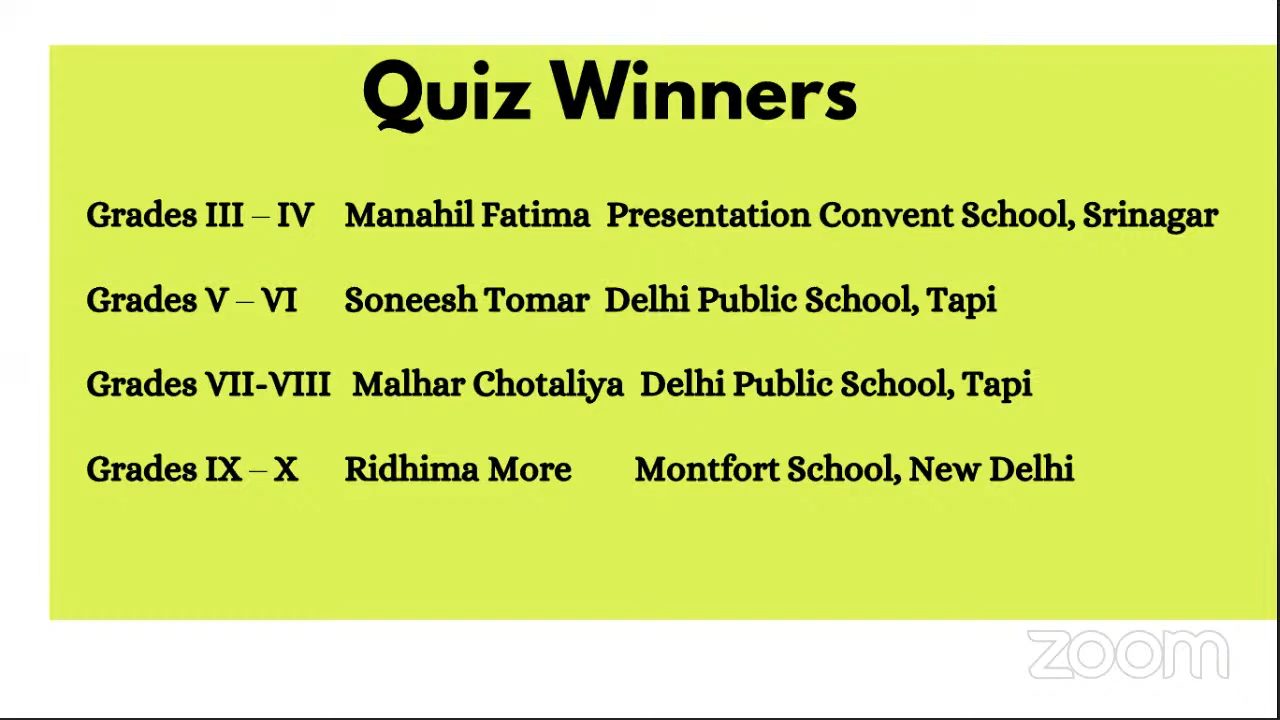 Quiz Winners
Grades III – IV Manahil Fatima Presentation Convent School, Srinagar
Grades V – VI Soneesh Tomar Delhi Public School, Tapi
Grades VII-VIII Malhar Chotaliya Delhi Public School, Tapi
Grades IX – X Ridhima More Montfort School, New Delhi
zoom